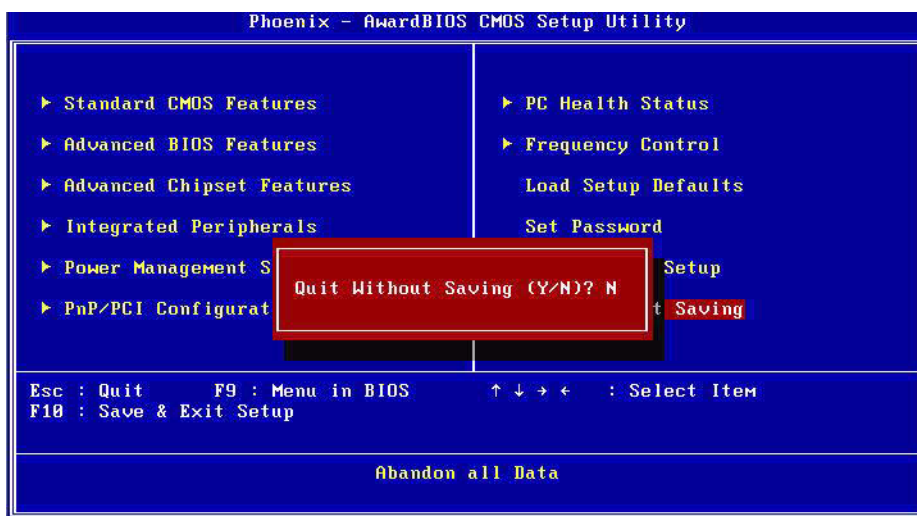 Phoenix - AwardBIOS CMOS Setup Utility
Standard CMOS Features
Advanced BIOS Features
Advanced Chipset Features
Integrated Peripherals
Power Management S
PnP/PCI Configurat
PC Health Status
Frequency Control
Load Setup Defaults
Set Password
Setup
t Saving
Quit Without Saving (Y/N)? N
Esc : Quit F9 : Menu in BIOS ↑ ↓ → ← : Select Item
F10 : Save & Exit Setup
Abandon all Data